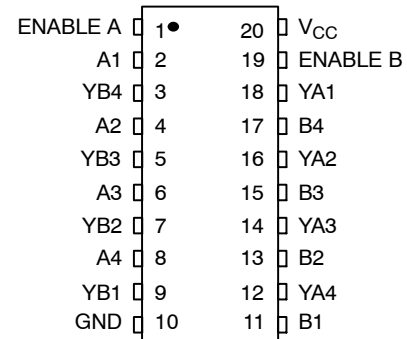 ENABLE A 1 20 VCC
A1 2 19 ENABLE B
YB4 3 18 YA1
A2 4 17 B4
YB3 5 16 YA2
A3 6 15 B3
YB2 7 14 YA3
A4 8 13 B2
YB1 9 12 YA4
GND 10 11 B1